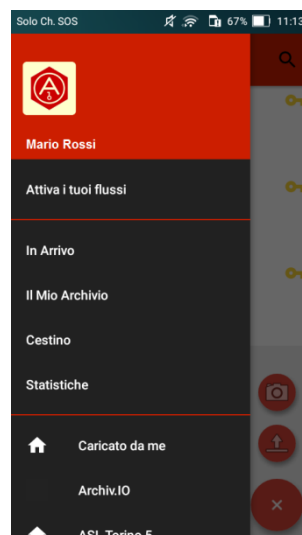 Solo Ch. SOS 67% 11:13
A
Mario Rossi
Attiva i tuoi flussi
In Arrivo
Il Mio Archivio
Cestino
Statistiche
Caricato da me
Archiv.IO
ASL Torino 5